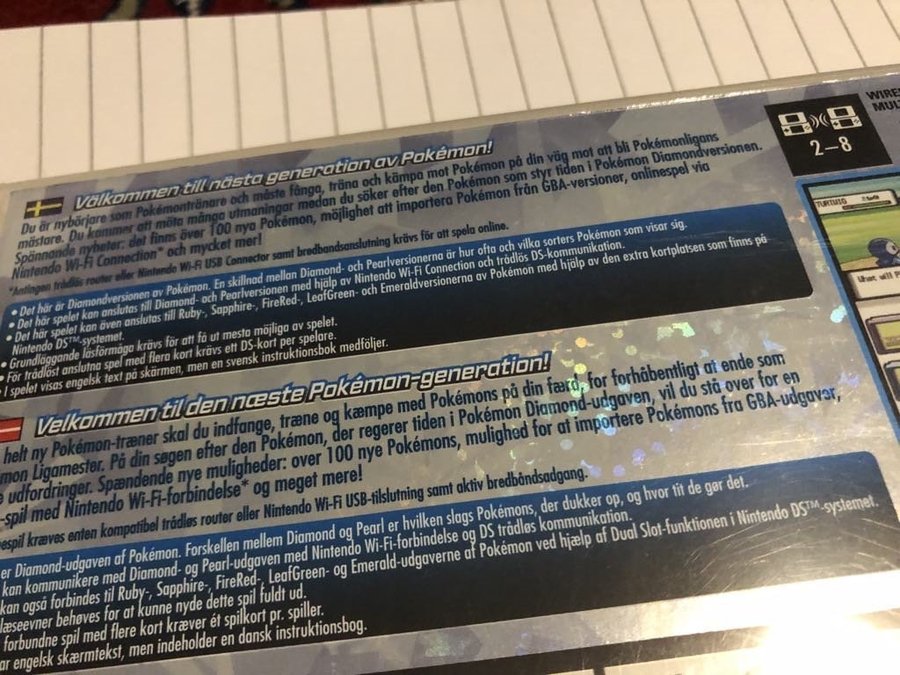 WIRE
MULT
2–8
Välkommen till nästa generation av Pokémon!
Du är nybörjare som Pokémontränare och måste fånga, träna och kämpa mot Pokémon på din väg mot att bli Pokémonligans
mästare. Du kommer att möta många utmaningar medan du söker efter den Pokémon som styr tiden i Pokémon Diamondversionen.
Spännande nyheter: det finns över 100 nya Pokémon, möjlighet att importera Pokémon från GBA-versioner, onlinespel via
Nintendo Wi-Fi Connection* och mycket mer!
*Antingen trådlös router eller Nintendo Wi-Fi USB Connector samt bredbandsanslutning krävs för att spela online.
• Det här är Diamondversionen av Pokémon. En skillnad mellan Diamond- och Pearlversionerna är hur ofta och vilka sorters Pokémon som visar sig.
• Det här spelet kan anslutas till Diamond- och Pearlversionen med hjälp av Nintendo Wi-Fi Connection och trådlös DS-kommunikation.
• Det här spelet kan även anslutas till Ruby-, Sapphire-, FireRed-, LeafGreen- och Emeraldversionerna av Pokémon med hjälp av den extra kortplatsen som finns på
Nintendo DS™-systemet.
• Grundläggande läsförmåga krävs för att få ut mesta möjliga av spelet.
• För trådlöst anslutna spel med flera kort krävs ett DS-kort per spelare.
I spelet visas engelsk text på skärmen, men en svensk instruktionsbok medföljer.
Velkommen til den næste Pokémon-generation!
helt ny Pokémon-træner skal du indfange, træne og kæmpe med Pokémons på din færd, for forhåbentligt at ende som
mon Ligamester. På din søgen efter den Pokémon, der regerer tiden i Pokémon Diamond-udgaven, vil du stå over for en
e udfordringer. Spændende nye muligheder: over 100 nye Pokémons, mulighed for at importere Pokémons fra GBA-udgaver,
-spil med Nintendo Wi-Fi-forbindelse* og meget mere!
espil kræves enten kompatibel trådløs router eller Nintendo Wi-Fi USB-tilslutning samt aktiv bredbåndsadgang.
er Diamond-udgaven af Pokémon. Forskellen mellem Diamond og Pearl er hvilken slags Pokémons, der dukker op, og hvor tit de gør det.
kan kommunikere med Diamond- og Pearl-udgaven med Nintendo Wi-Fi-forbindelse og DS trådløs kommunikation.
kan også forbindes til Ruby-, Sapphire-, FireRed-, LeafGreen- og Emerald-udgaverne af Pokémon ved hjælp af Dual Slot-funktionen i Nintendo DS™-systemet.
læseevner behøves for at kunne nyde dette spil fuldt ud.
forbundne spil med flere kort kræver ét spilkort pr. spiller.
ar engelsk skærmtekst, men indeholder en dansk instruktionsbog.